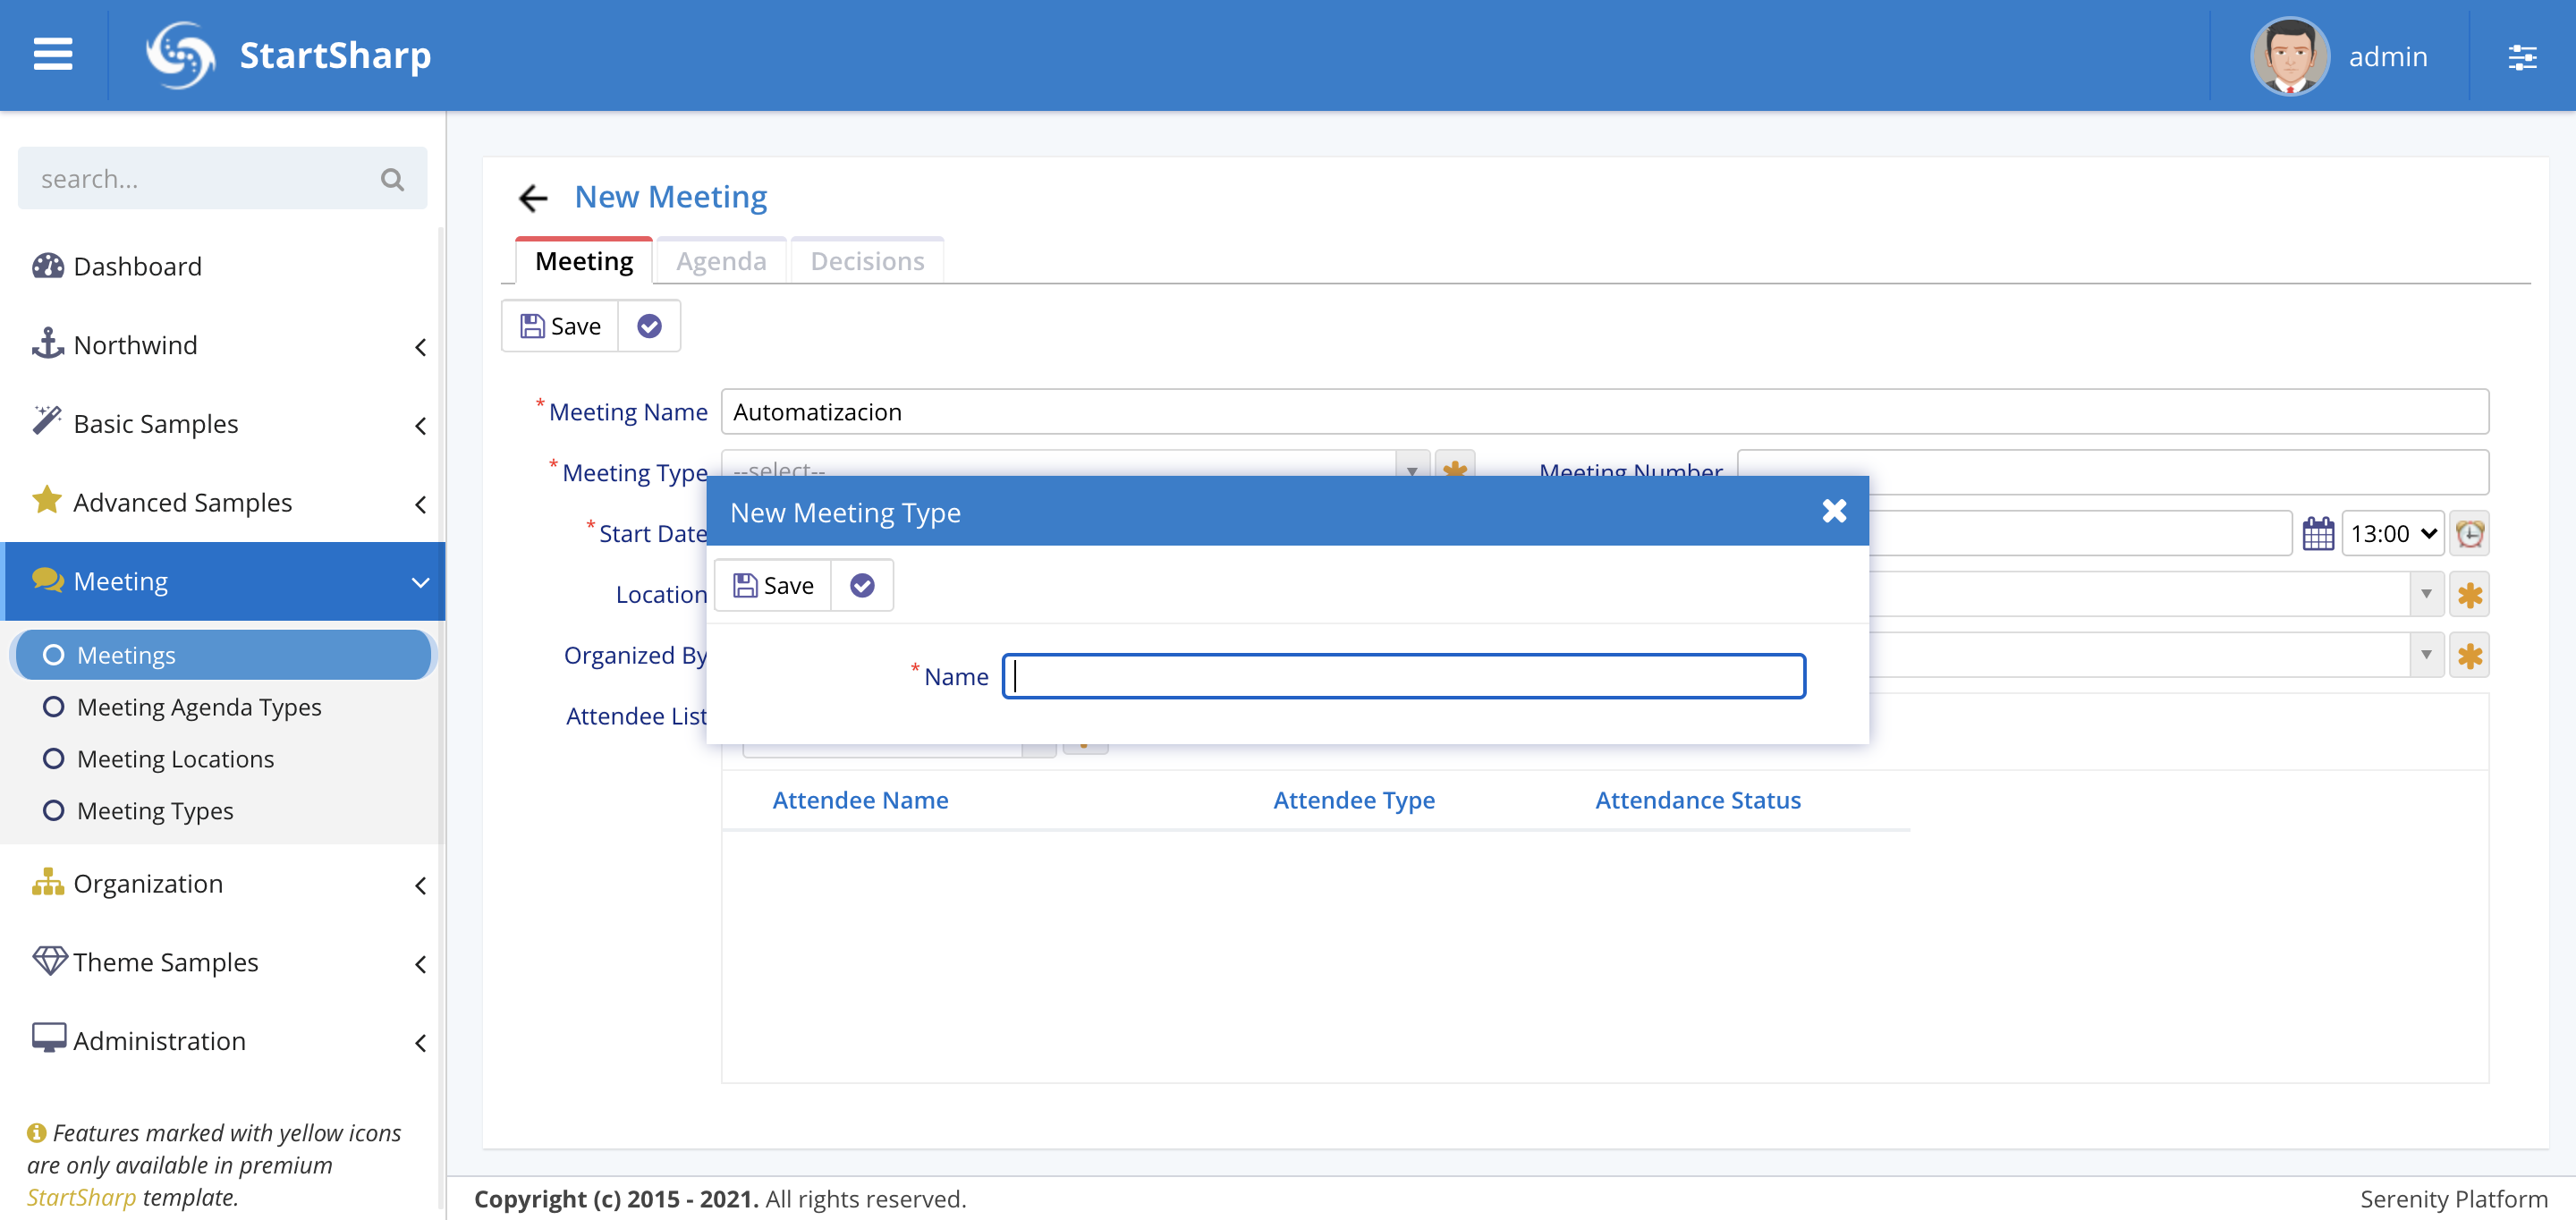 StartSharp
admin
search...
Dashboard
Northwind
Basic Samples
Advanced Samples
Meeting
Meetings
Meeting Agenda Types
Meeting Locations
Meeting Types
Organization
Theme Samples
Administration
Features marked with yellow icons
are only available in premium
StartSharp template.
New Meeting
Meeting Agenda Decisions
Save
* Meeting Name Automatizacion
* Meeting Type --select-- Meeting Number
New Meeting Type
* Start Date 13:00
Save
Location
Organized By
* Name
Attendee List
Attendee Name Attendee Type Attendance Status
Copyright (c) 2015 - 2021. All rights reserved. Serenity Platform